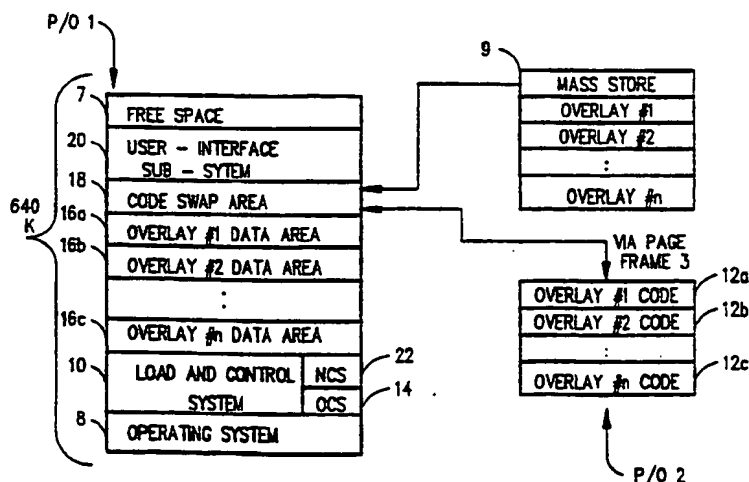 P/O 1
9
7
FREE SPACE
MASS STORE
OVERLAY #1
OVERLAY #2
:
OVERLAY #n
20
USER - INTERFACE
SUB - SYTEM
18
CODE SWAP AREA
640
K
16a
OVERLAY #1 DATA AREA
16b
OVERLAY #2 DATA AREA
:
16c
OVERLAY #n DATA AREA
VIA PAGE
FRAME 3
12a
OVERLAY #1 CODE
12b
OVERLAY #2 CODE
:
12c
OVERLAY #n CODE
10
LOAD AND CONTROL
SYSTEM
NCS
22
OCS
14
8
OPERATING SYSTEM
P/O 2